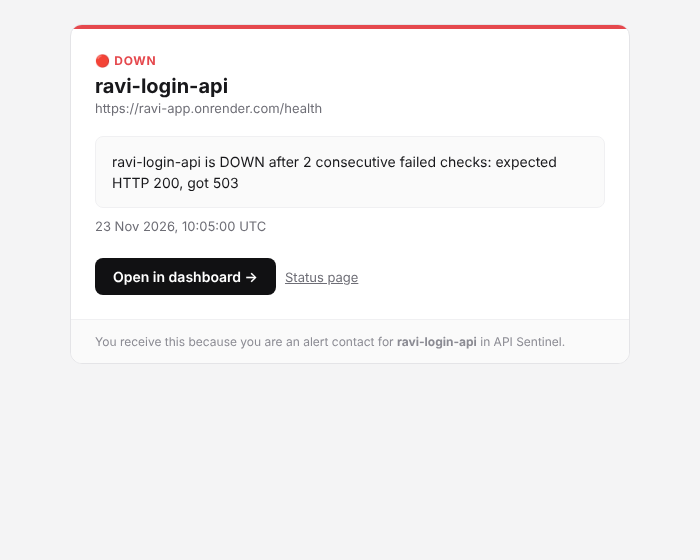 🔴 DOWN
ravi-login-api
https://ravi-app.onrender.com/health
ravi-login-api is DOWN after 2 consecutive failed checks: expected
HTTP 200, got 503
23 Nov 2026, 10:05:00 UTC
Open in dashboard → Status page
You receive this because you are an alert contact for ravi-login-api in API Sentinel.